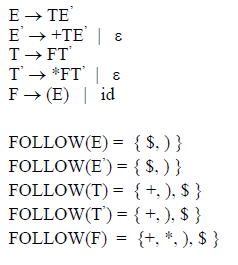 E → TE'
E' → +TE' | ε
T → FT'
T' → *FT' | ε
F → (E) | id
FOLLOW(E) = { $, ) }
FOLLOW(E') = { $, ) }
FOLLOW(T) = { +, ), $ }
FOLLOW(T') = { +, ), $ }
FOLLOW(F) = {+, *, ), $ }